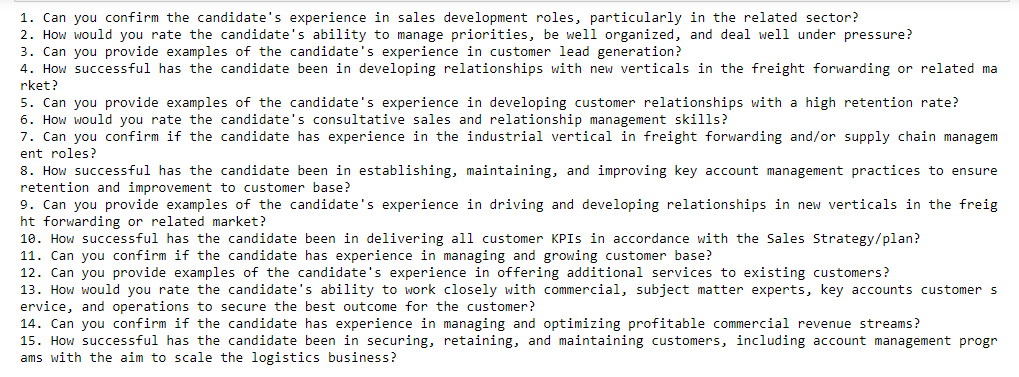 1. Can you confirm the candidate's experience in sales development roles, particularly in the related sector?
2. How would you rate the candidate's ability to manage priorities, be well organized, and deal well under pressure?
3. Can you provide examples of the candidate's experience in customer lead generation?
4. How successful has the candidate been in developing relationships with new verticals in the freight forwarding or related ma
rket?
5. Can you provide examples of the candidate's experience in developing customer relationships with a high retention rate?
6. How would you rate the candidate's consultative sales and relationship management skills?
7. Can you confirm if the candidate has experience in the industrial vertical in freight forwarding and/or supply chain managem
ent roles?
8. How successful has the candidate been in establishing, maintaining, and improving key account management practices to ensure
retention and improvement to customer base?
9. Can you provide examples of the candidate's experience in driving and developing relationships in new verticals in the freig
ht forwarding or related market?
10. How successful has the candidate been in delivering all customer KPIs in accordance with the Sales Strategy/plan?
11. Can you confirm if the candidate has experience in managing and growing customer base?
12. Can you provide examples of the candidate's experience in offering additional services to existing customers?
13. How would you rate the candidate's ability to work closely with commercial, subject matter experts, key accounts customer s
ervice, and operations to secure the best outcome for the customer?
14. Can you confirm if the candidate has experience in managing and optimizing profitable commercial revenue streams?
15. How successful has the candidate been in securing, retaining, and maintaining customers, including account management progr
ams with the aim to scale the logistics business?